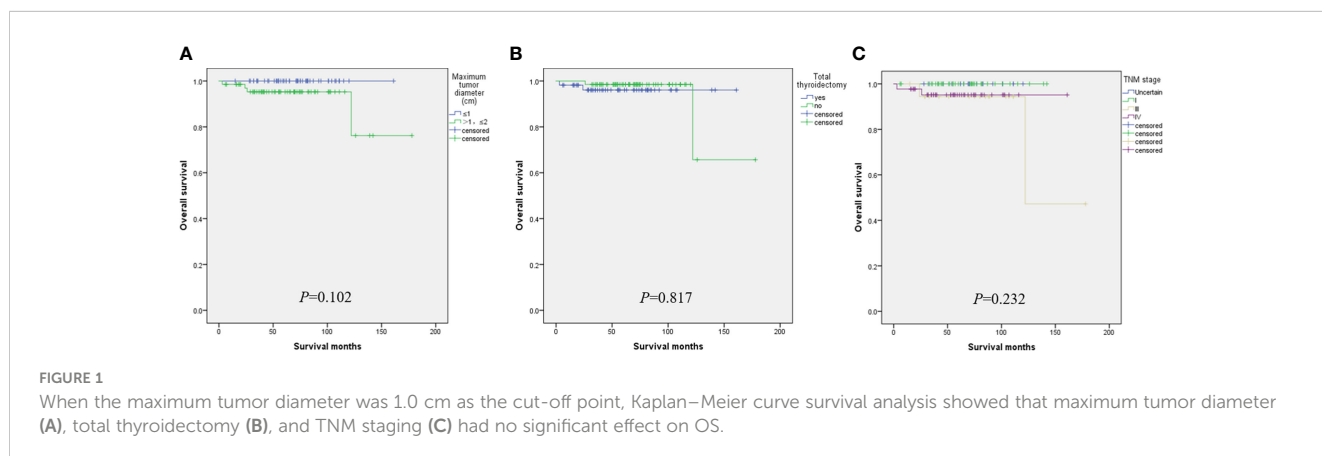 A
Overall survival
1.0
0.8
0.6
0.4
0.2
0.0
0
50
100
150
200
Survival months
P=0.102
Maximum
tumor
diameter
(cm)
≤1
>1, ≤2
censored
censored
B
Overall survival
1.0
0.8
0.6
0.4
0.2
0.0
0
50
100
150
200
Survival months
P=0.817
Total
thyroidectomy
yes
no
censored
censored
C
Overall survival
1.0
0.8
0.6
0.4
0.2
0.0
0
50
100
150
200
Survival months
P=0.232
TNM stage
Uncertain
I
III
IV
censored
censored
censored
censored
FIGURE 1
When the maximum tumor diameter was 1.0 cm as the cut-off point, Kaplan–Meier curve survival analysis showed that maximum tumor diameter
(A), total thyroidectomy (B), and TNM staging (C) had no significant effect on OS.